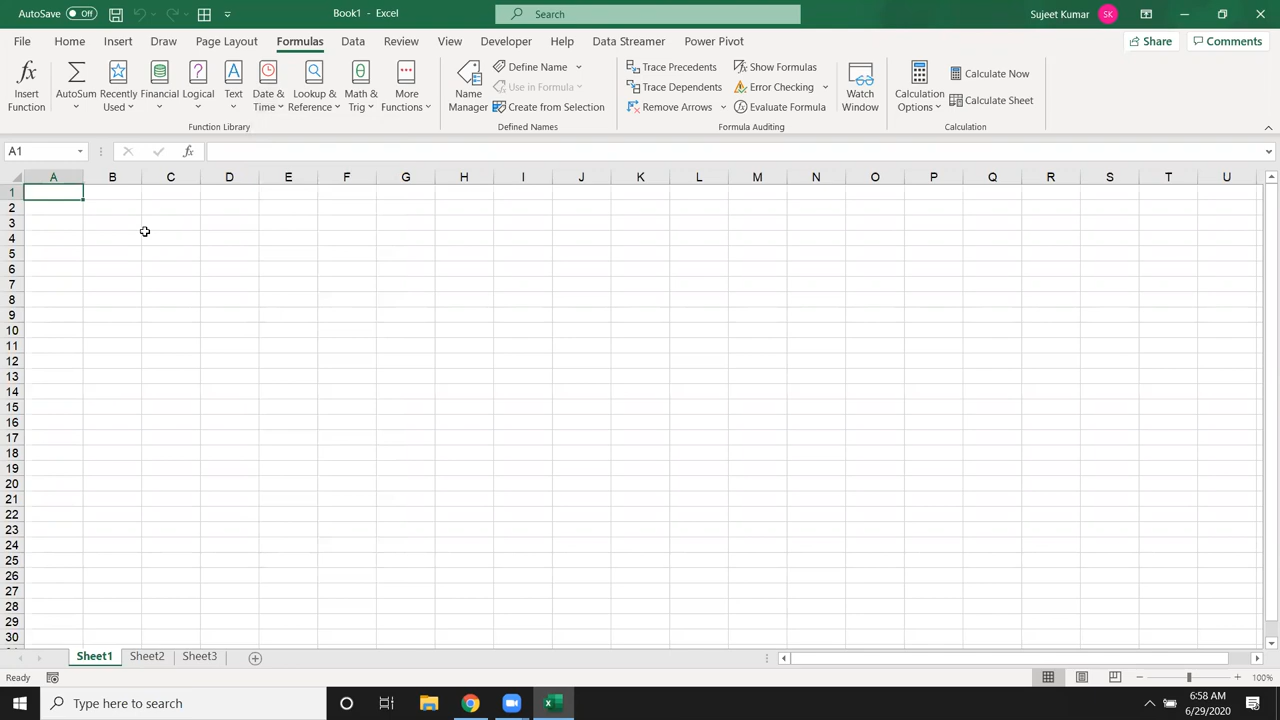 AutoSave Off Book1 - Excel Search Sujeet Kumar SK
File Home Insert Draw Page Layout Formulas Data Review View Developer Help Data Streamer Power Pivot Share Comments
Insert Function
AutoSum
Recently Used
Financial
Logical
Text
Date & Time
Lookup & Reference
Math & Trig
More Functions
Function Library
Name Manager
Define Name
Use in Formula
Create from Selection
Defined Names
Trace Precedents
Trace Dependents
Remove Arrows
Show Formulas
Error Checking
Evaluate Formula
Formula Auditing
Watch Window
Calculation Options
Calculate Now
Calculate Sheet
Calculation
A1 fx
A B C D E F G H I J K L M N O P Q R S T U
1
2
3
4
5
6
7
8
9
10
11
12
13
14
15
16
17
18
19
20
21
22
23
24
25
26
27
28
29
30
Sheet1 Sheet2 Sheet3
Ready 100%
Type here to search 6:58 AM
6/29/2020